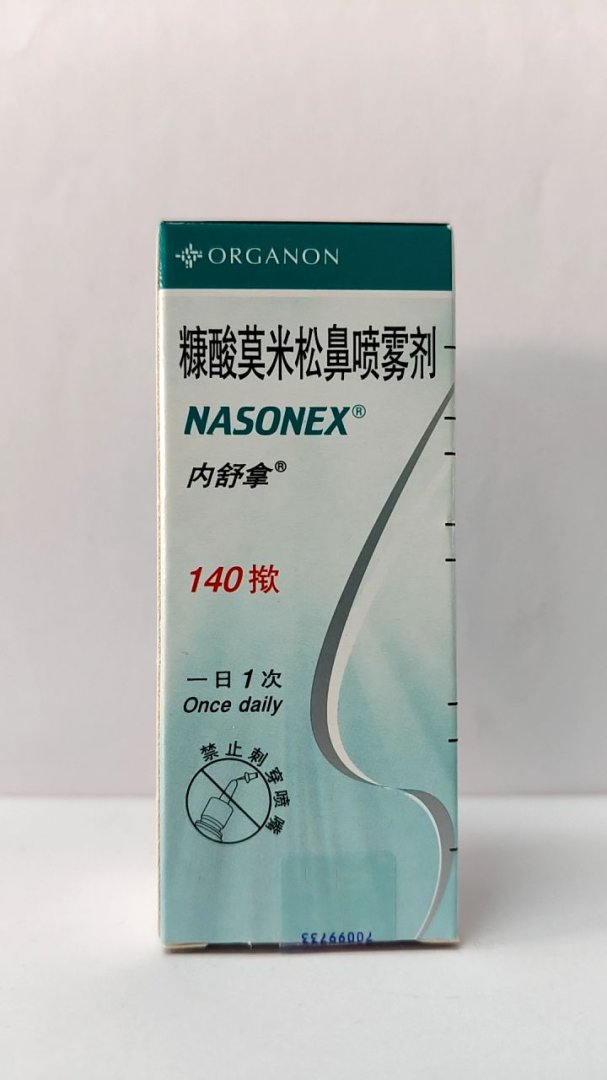 ORGANON
糠酸莫米松鼻喷雾剂
NASONEX®
内舒拿®
140揿
一日1次
Once daily
禁止刺穿喷嘴
70099733